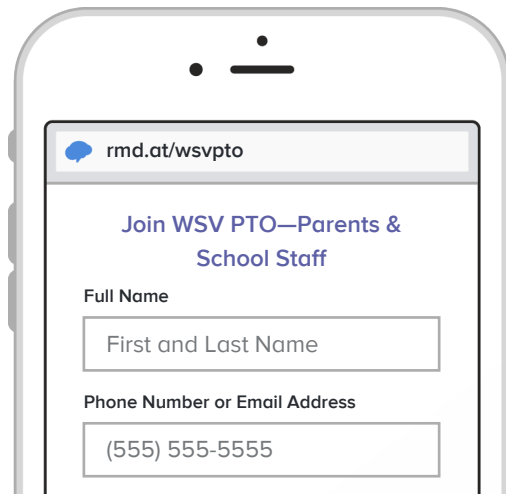 rmd.at/wsvpto
Join WSV PTO—Parents &
School Staff
Full Name
First and Last Name
Phone Number or Email Address
(555) 555-5555